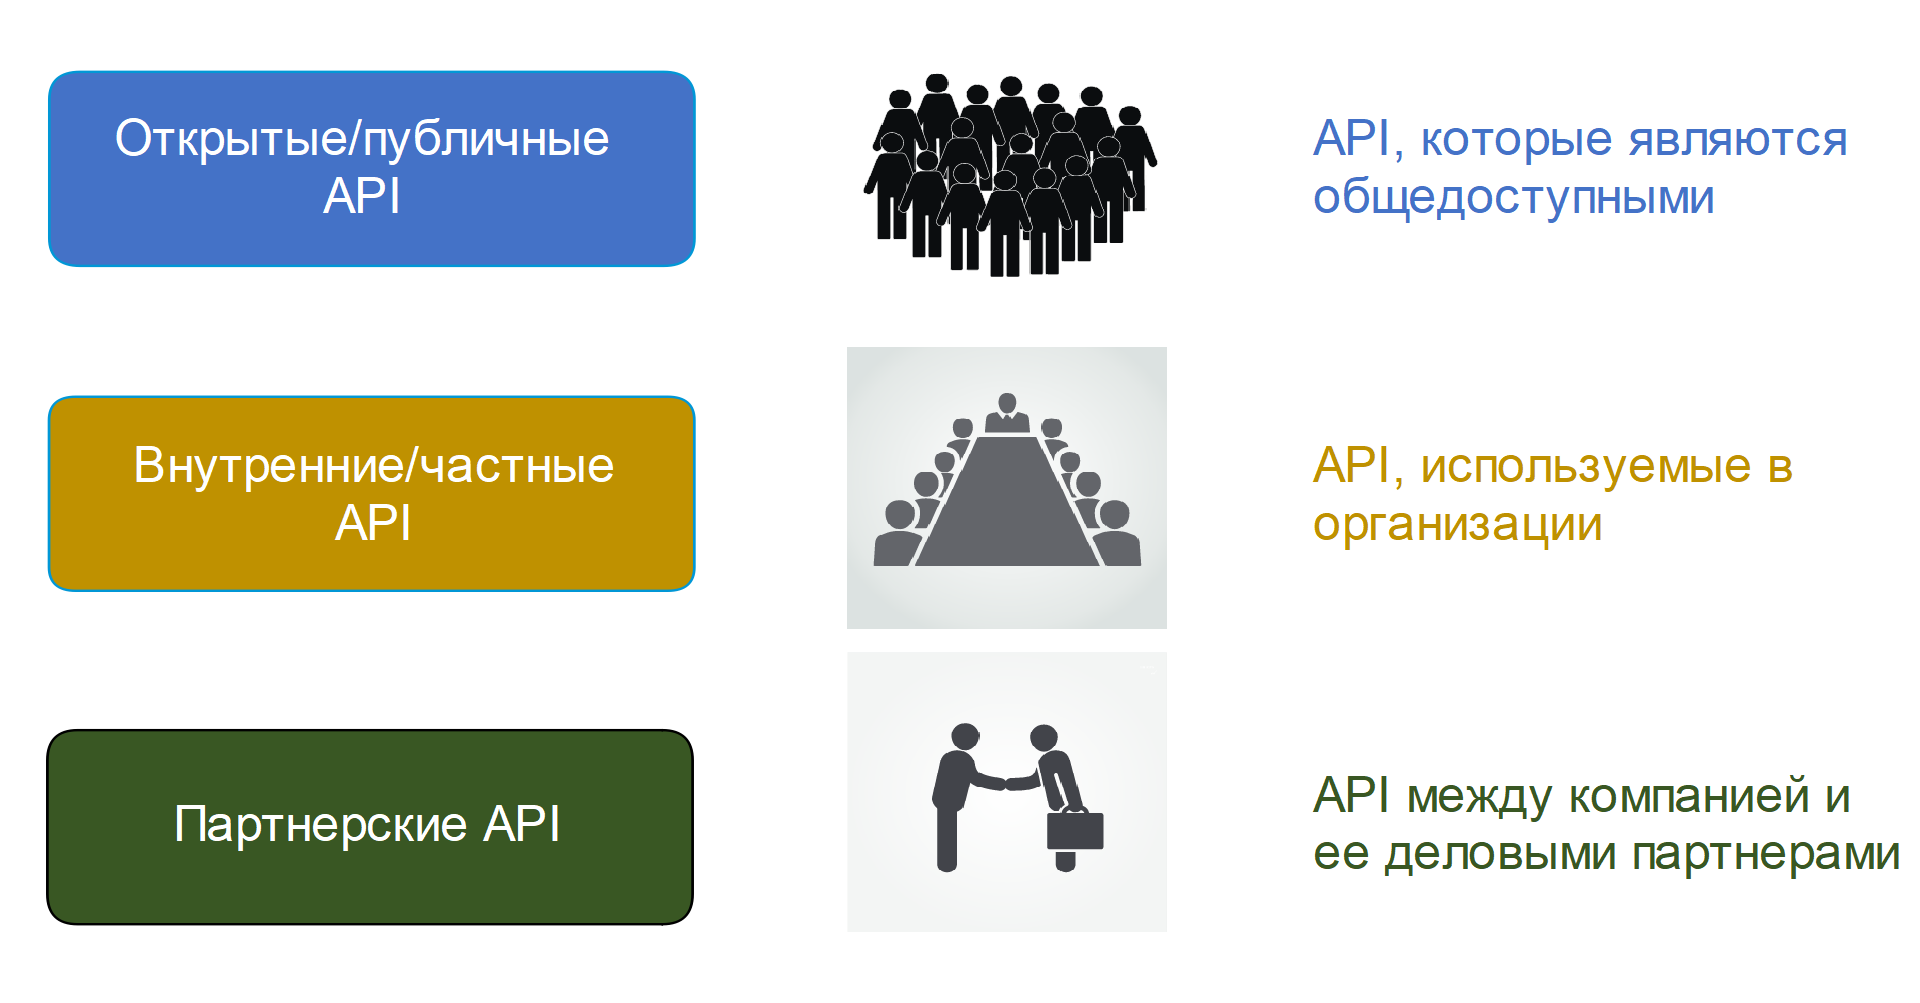 Открытые/публичные
API
API, которые являются
общедоступными
Внутренние/частные
API
API, используемые в
организации
Партнерские API
API между компанией и
ее деловыми партнерами